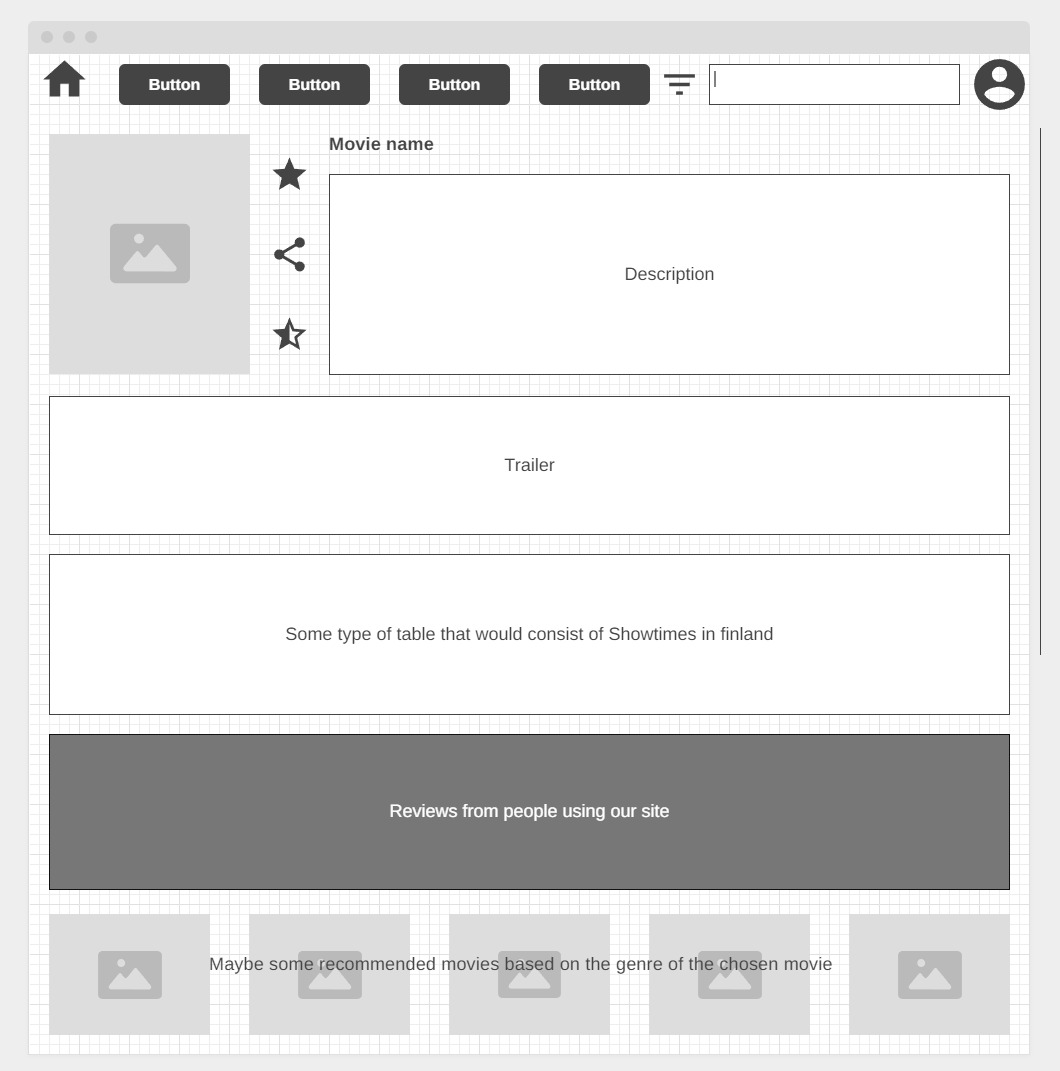 Button
Button
Button
Button
Movie name
Description
Trailer
Some type of table that would consist of Showtimes in finland
Reviews from people using our site
Maybe some recommended movies based on the genre of the chosen movie